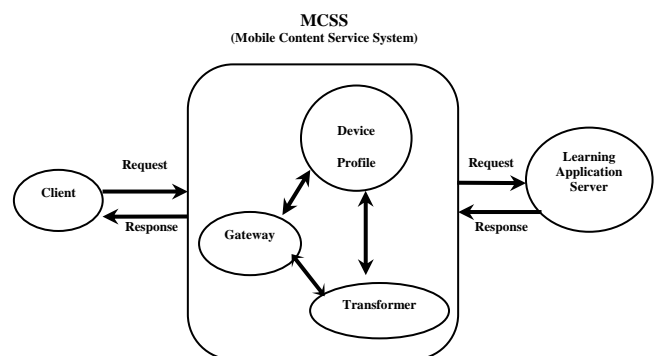 MCSS
(Mobile Content Service System)
Device
Profile
Request
Client
Response
Gateway
Transformer
Request
Learning
Application
Server
Response